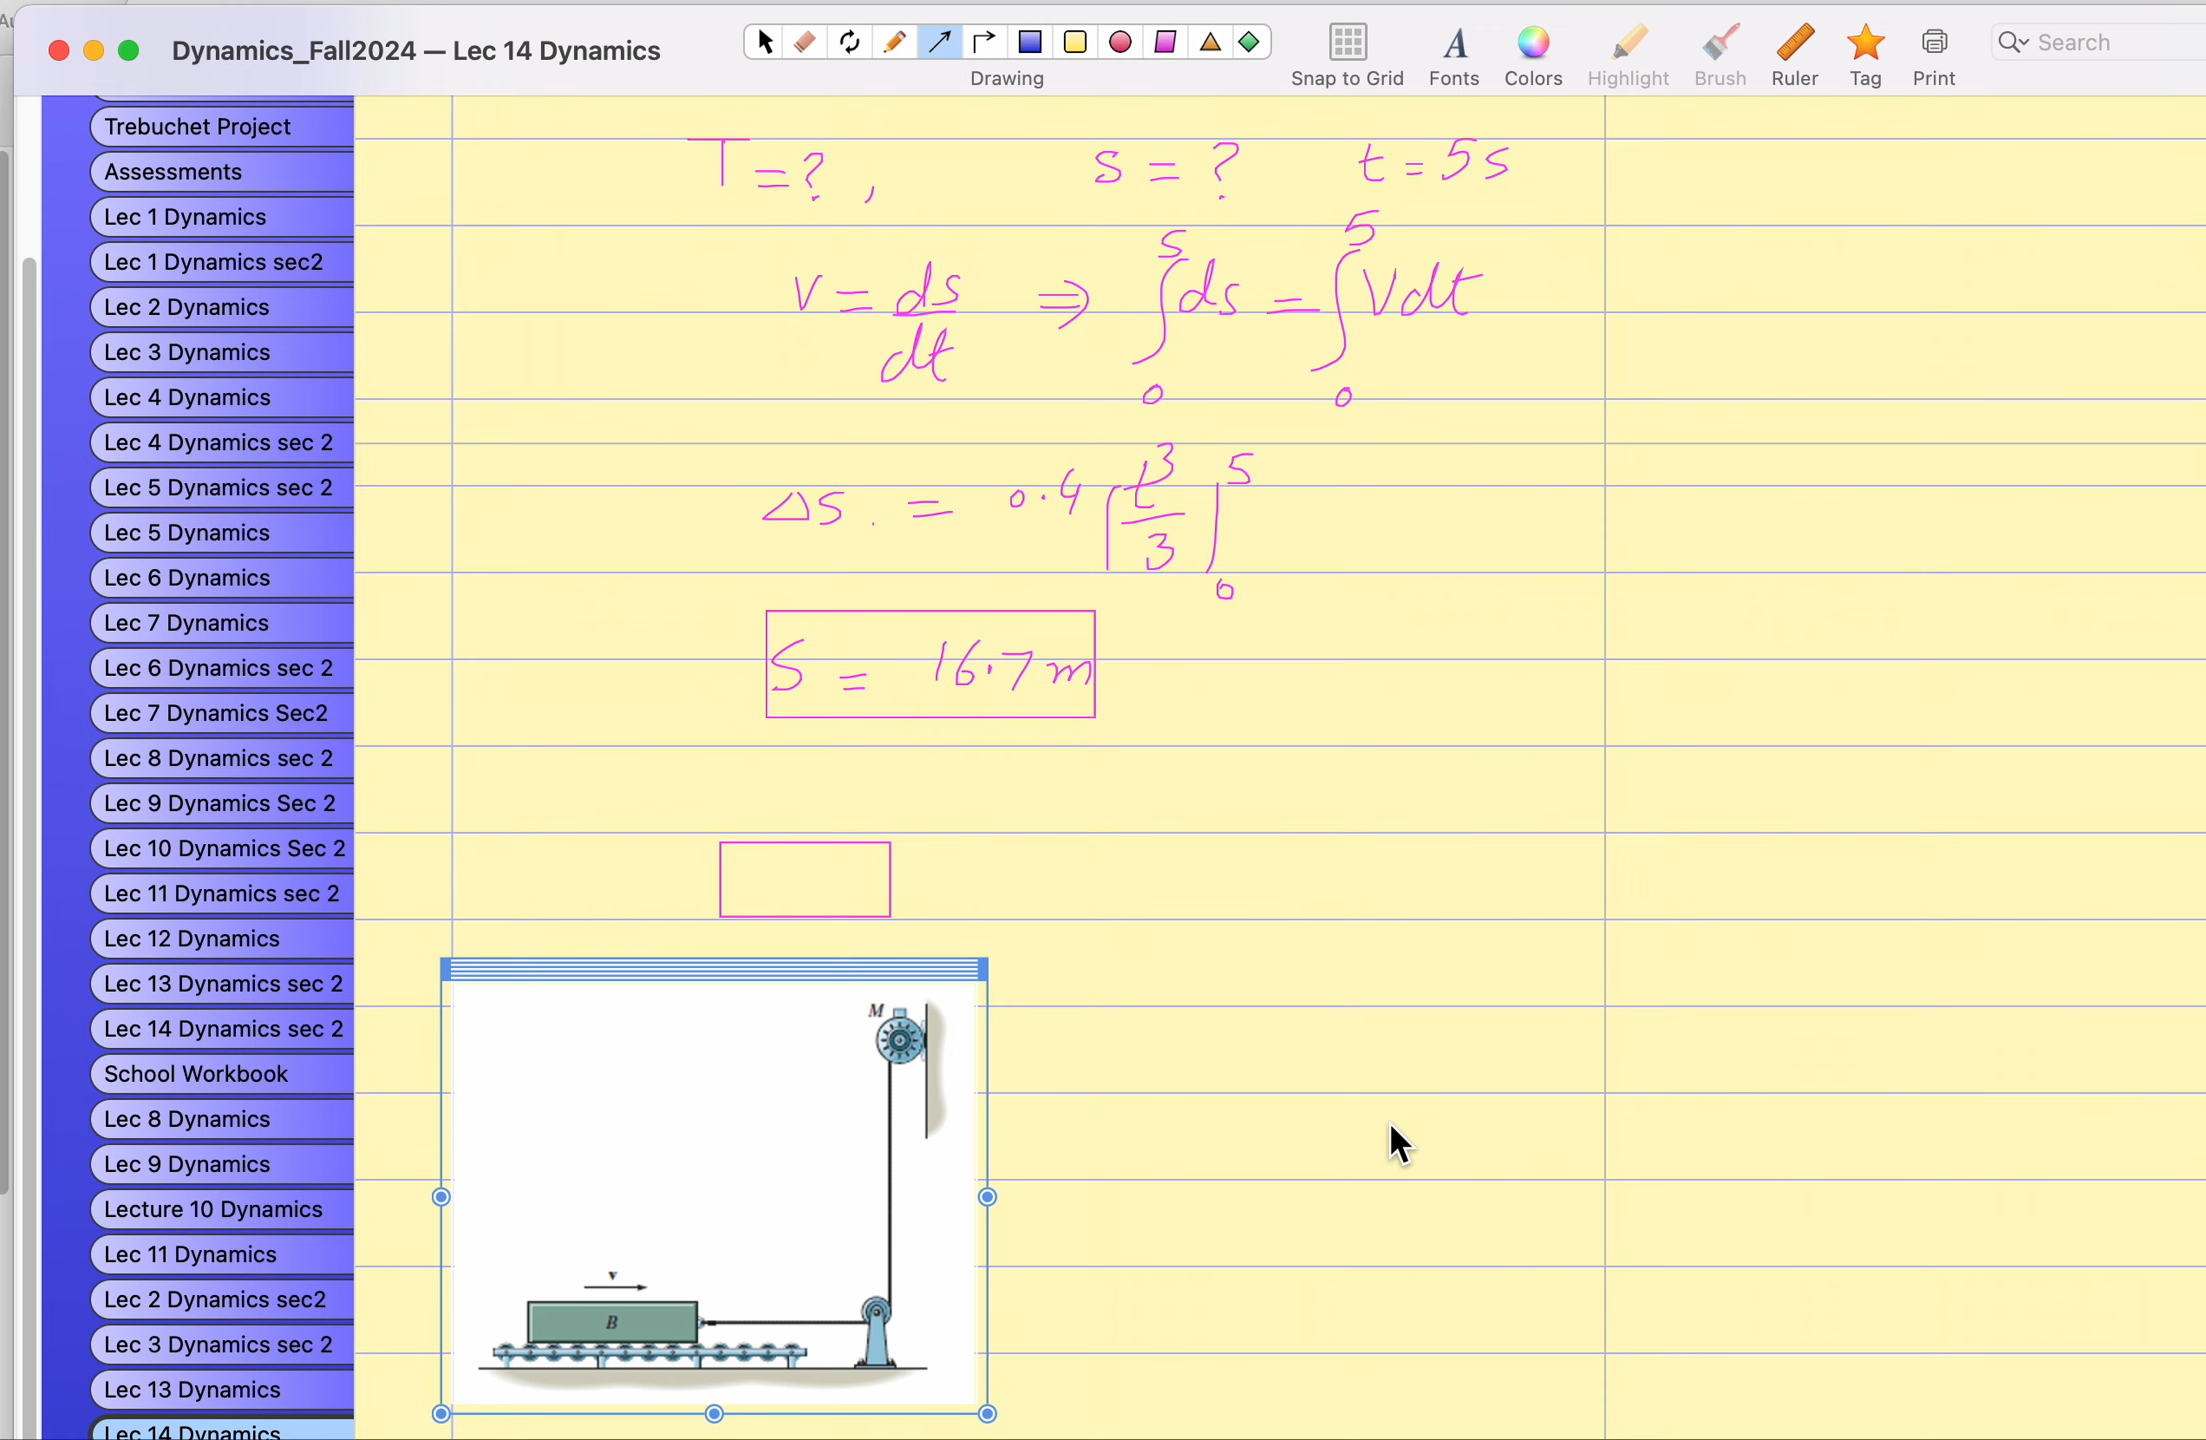 Dynamics_Fall2024 — Lec 14 Dynamics
Drawing
Snap to Grid
Fonts
Colors
Highlight
Brush
Ruler
Tag
Print
Search
Trebuchet Project
Assessments
Lec 1 Dynamics
Lec 1 Dynamics sec2
Lec 2 Dynamics
Lec 3 Dynamics
Lec 4 Dynamics
Lec 4 Dynamics sec 2
Lec 5 Dynamics sec 2
Lec 5 Dynamics
Lec 6 Dynamics
Lec 7 Dynamics
Lec 6 Dynamics sec 2
Lec 7 Dynamics Sec2
Lec 8 Dynamics sec 2
Lec 9 Dynamics Sec 2
Lec 10 Dynamics Sec 2
Lec 11 Dynamics sec 2
Lec 12 Dynamics
Lec 13 Dynamics sec 2
Lec 14 Dynamics sec 2
School Workbook
Lec 8 Dynamics
Lec 9 Dynamics
Lecture 10 Dynamics
Lec 11 Dynamics
Lec 2 Dynamics sec2
Lec 3 Dynamics sec 2
Lec 13 Dynamics
Lec 14 Dynamics
T = ? , s = ? t = 5s
v = ds/dt ⇒ ∫₀ˢ ds = ∫₀⁵ V dt
Δs. = 0.4 [t³/3]₀⁵
S = 16.7 m
M
v
B